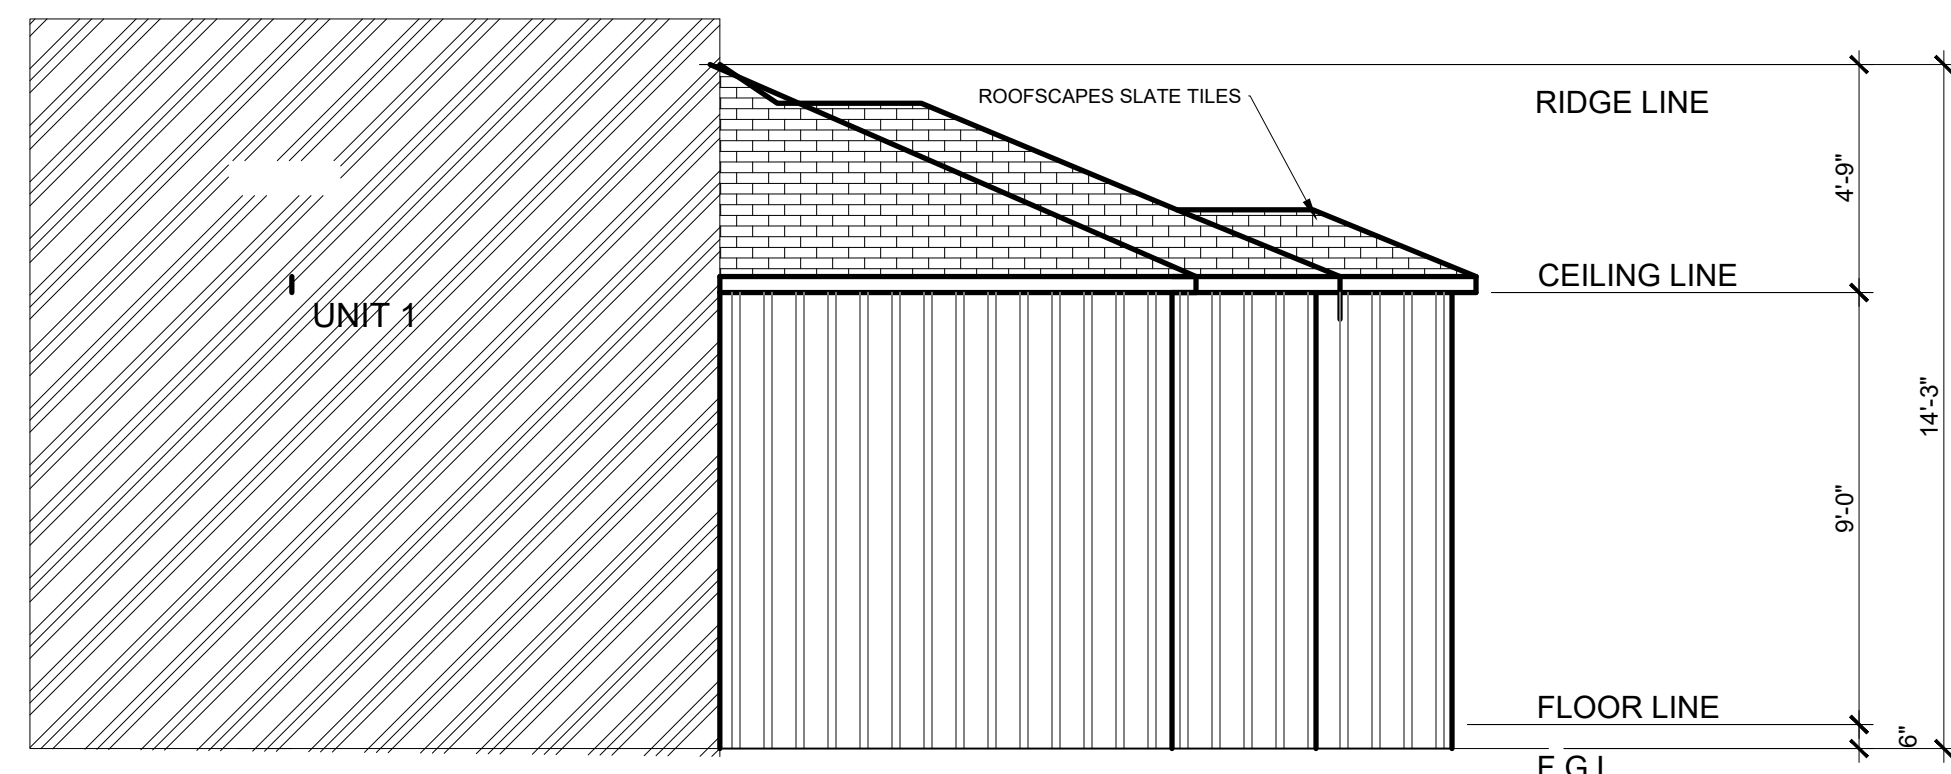 ROOFSCAPES SLATE TILES
RIDGE LINE
4'-9"
CEILING LINE
UNIT 1
14'-3"
9'-0"
FLOOR LINE
6"
F.G.L